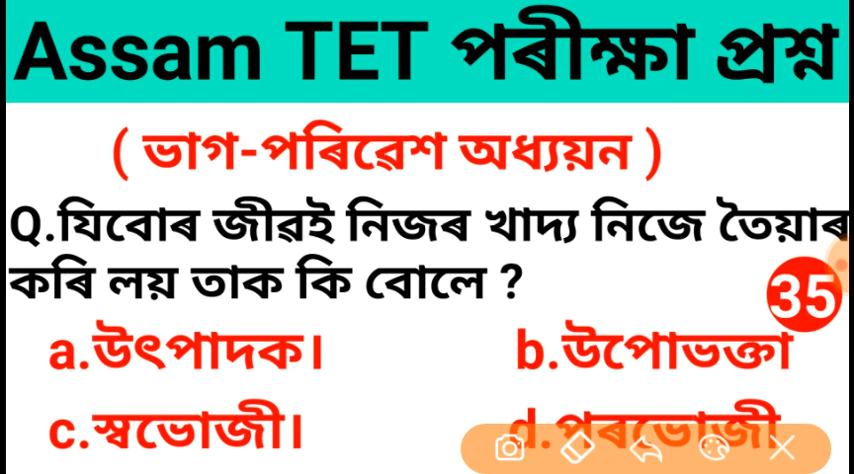 Assam TET পৰীক্ষা প্ৰশ্ন
( ভাগ-পৰিৱেশ অধ্যয়ন )
Q.যিবোৰ জীৱই নিজৰ খাদ্য নিজে তৈয়াৰ
কৰি লয় তাক কি বোলে ?
35
a.উৎপাদক। b.উপোভক্তা
c.স্বভোজী। d.পৰভোজী